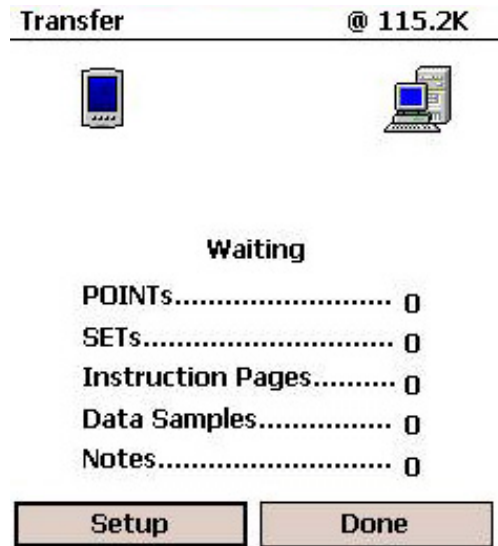 Transfer @ 115.2K
Waiting
POINTs........................... 0
SETs............................... 0
Instruction Pages.......... 0
Data Samples................ 0
Notes............................. 0
Setup Done